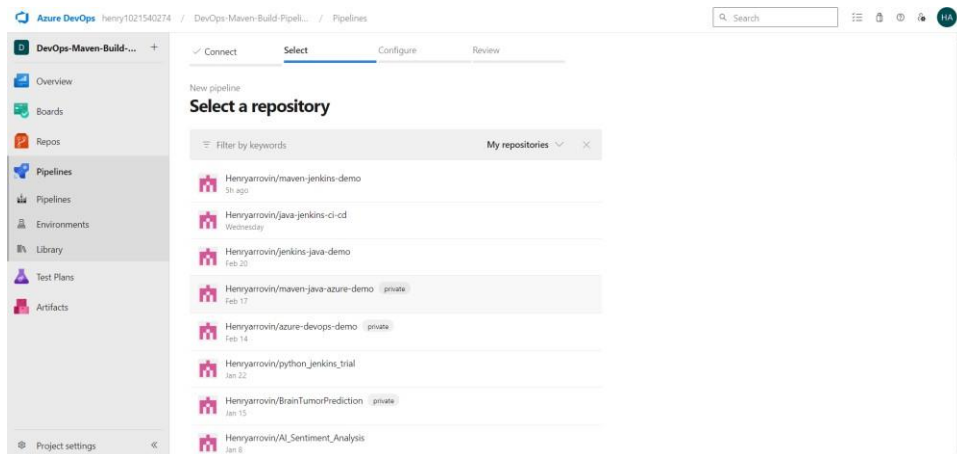 Azure DevOps henry1021540274 / DevOps-Maven-Build-Pipeli... / Pipelines
Search
HA
D DevOps-Maven-Build-... +
Overview
Boards
Repos
Pipelines
Pipelines
Environments
Library
Test Plans
Artifacts
Project settings
Connect
Select
Configure
Review
New pipeline
Select a repository
Filter by keywords
My repositories
Henryarrovin/maven-jenkins-demo
5h ago
Henryarrovin/java-jenkins-ci-cd
Wednesday
Henryarrovin/jenkins-java-demo
Feb 20
Henryarrovin/maven-java-azure-demo private
Feb 17
Henryarrovin/azure-devops-demo private
Feb 14
Henryarrovin/python_jenkins_trial
Jan 22
Henryarrovin/BrainTumorPrediction private
Jan 15
Henryarrovin/AI_Sentiment_Analysis
Jan 6